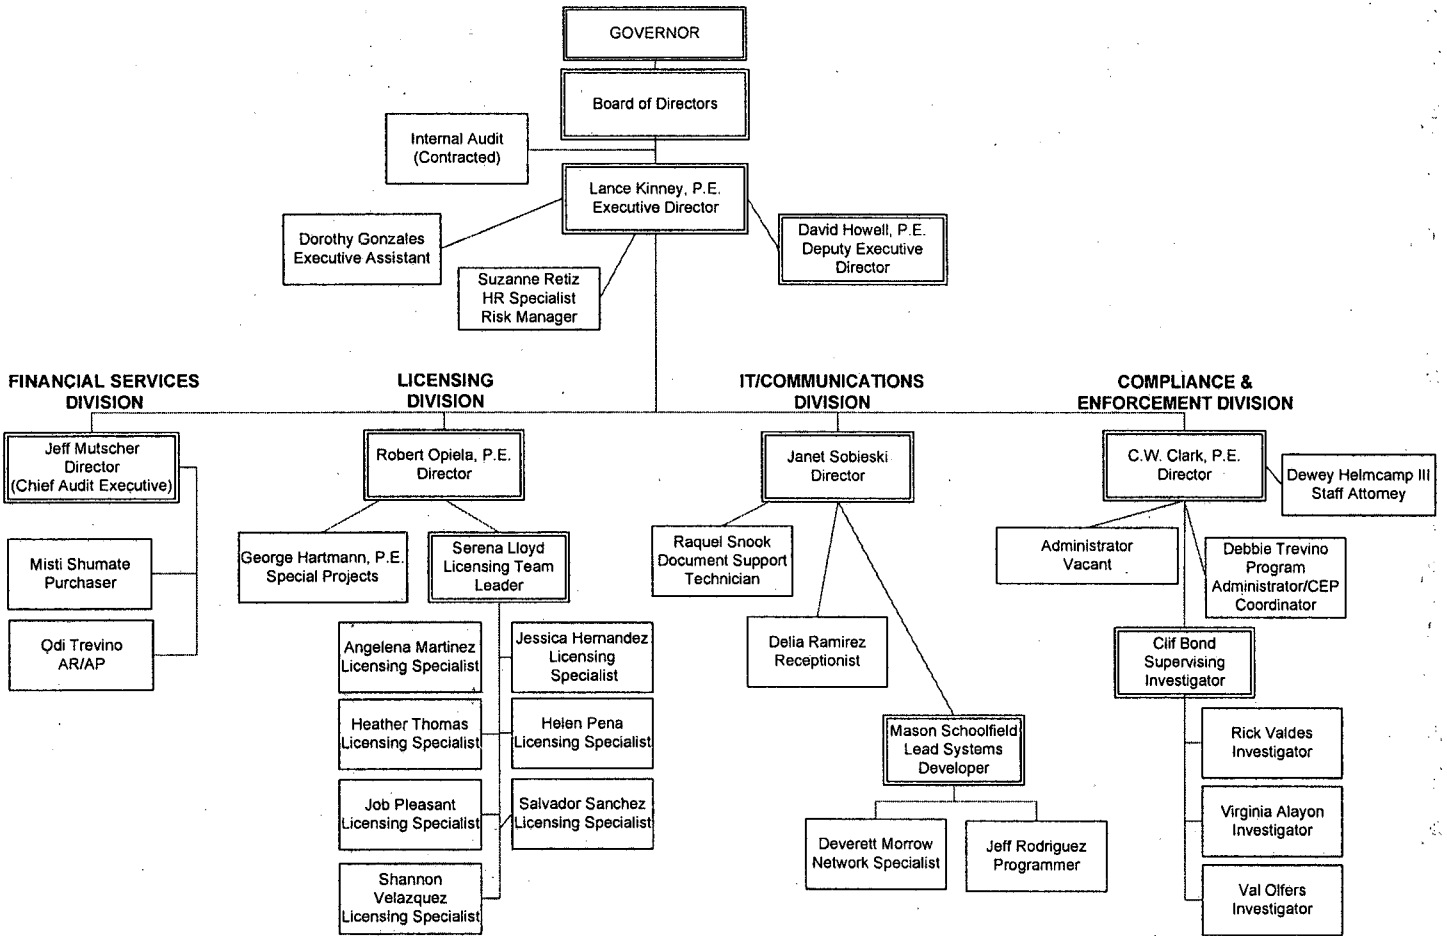 GOVERNOR
Board of Directors
Internal Audit
(Contracted)
Lance Kinney, P.E.
Executive Director
Dorothy Gonzales
Executive Assistant
David Howell, P.E.
Deputy Executive
Director
Suzanne Retiz
HR Specialist
Risk Manager
FINANCIAL SERVICES
DIVISION
Jeff Mutscher
Director
(Chief Audit Executive)
Misti Shumate
Purchaser
Odi Trevino
AR/AP
LICENSING
DIVISION
Robert Opiela, P.E.
Director
George Hartmann, P.E.
Special Projects
Serena Lloyd
Licensing Team
Leader
Angelena Martinez
Licensing Specialist
Jessica Hernandez
Licensing
Specialist
Heather Thomas
Licensing Specialist
Helen Pena
Licensing Specialist
Job Pleasant
Licensing Specialist
Salvador Sanchez
Licensing Specialist
Shannon
Velazquez
Licensing Specialist
IT/COMMUNICATIONS
DIVISION
Janet Sobieski
Director
Raquel Snook
Document Support
Technician
Delia Ramirez
Receptionist
Mason Schoolfield
Lead Systems
Developer
Deverett Morrow
Network Specialist
Jeff Rodriguez
Programmer
COMPLIANCE &
ENFORCEMENT DIVISION
C.W. Clark, P.E.
Director
Dewey Helmcamp III
Staff Attorney
Administrator
Vacant
Debbie Trevino
Program
Administrator/CEP
Coordinator
Clif Bond
Supervising
Investigator
Rick Valdes
Investigator
Virginia Alayon
Investigator
Val Olfers
Investigator